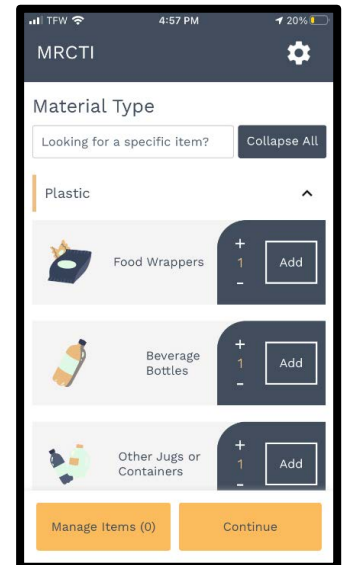 TFW 4:57 PM 20%
MRCTI
Material Type
Looking for a specific item? Collapse All
Plastic
Food Wrappers + 1 - Add
Beverage Bottles + 1 - Add
Other Jugs or Containers + 1 - Add
Manage Items (0) Continue